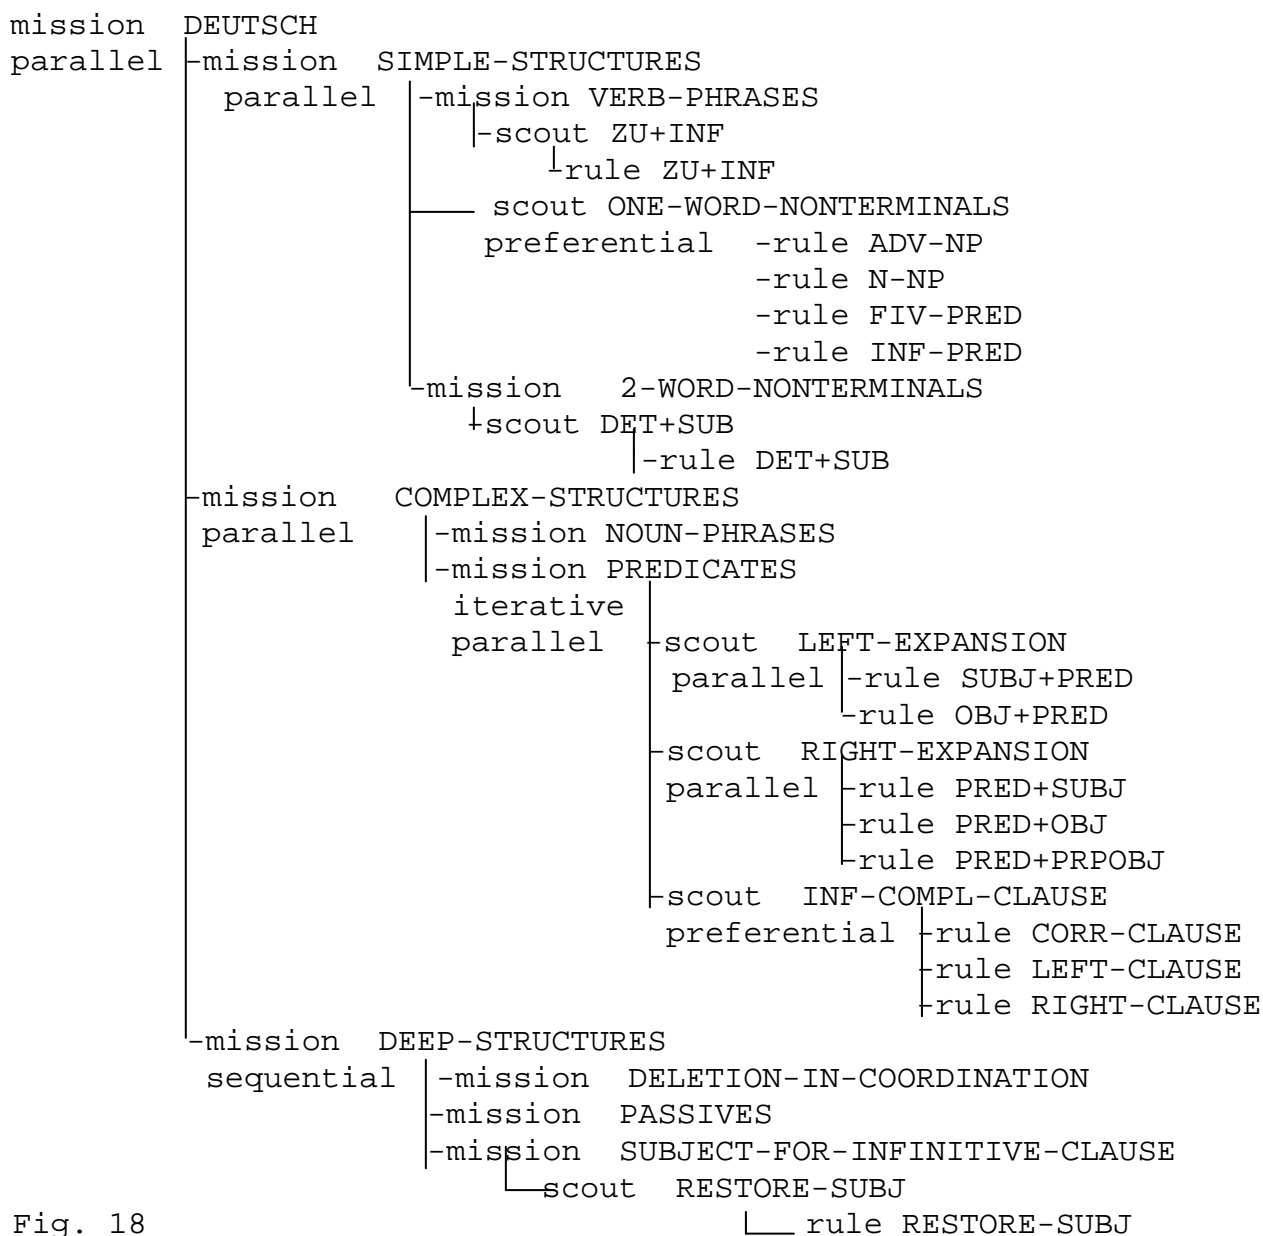 mission DEUTSCH
parallel -mission SIMPLE-STRUCTURES
parallel -mission VERB-PHRASES
-scout ZU+INF
-rule ZU+INF
scout ONE-WORD-NONTERMINALS
preferential -rule ADV-NP
-rule N-NP
-rule FIV-PRED
-rule INF-PRED
-mission 2-WORD-NONTERMINALS
-scout DET+SUB
-rule DET+SUB
-mission COMPLEX-STRUCTURES
parallel -mission NOUN-PHRASES
-mission PREDICATES
iterative
parallel -scout LEFT-EXPANSION
parallel -rule SUBJ+PRED
-rule OBJ+PRED
-scout RIGHT-EXPANSION
parallel -rule PRED+SUBJ
-rule PRED+OBJ
-rule PRED+PRPOBJ
-scout INF-COMPL-CLAUSE
preferential -rule CORR-CLAUSE
-rule LEFT-CLAUSE
-rule RIGHT-CLAUSE
-mission DEEP-STRUCTURES
sequential -mission DELETION-IN-COORDINATION
-mission PASSIVES
-mission SUBJECT-FOR-INFINITIVE-CLAUSE
scout RESTORE-SUBJ
Fig. 18 rule RESTORE-SUBJ